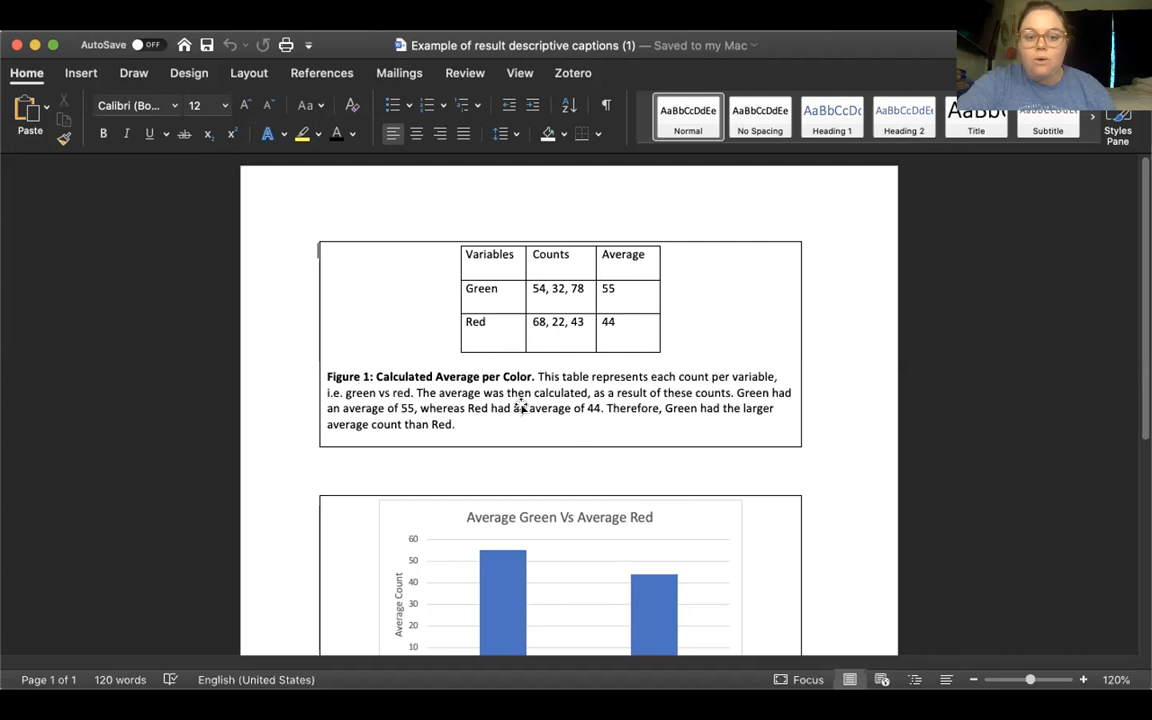 AutoSave OFF Example of result descriptive captions (1) — Saved to my Mac
Home Insert Draw Design Layout References Mailings Review View Zotero
Paste Calibri (Bo... 12 Aa AaBbCcDdEe AaBbCcDdEe AaBbCcDc AaBbCcDdEe AaBb( AaBbCcDdEe
Normal No Spacing Heading 1 Heading 2 Title Subtitle Styles Pane
B I U ab x₂ x² A A
Variables Counts Average
Green 54, 32, 78 55
Red 68, 22, 43 44
Figure 1: Calculated Average per Color. This table represents each count per variable,
i.e. green vs red. The average was then calculated, as a result of these counts. Green had
an average of 55, whereas Red had average of 44. Therefore, Green had the larger
average count than Red.
Average Green Vs Average Red
60
50
40
30
20
10
Average Count
Page 1 of 1 120 words English (United States) Focus 120%